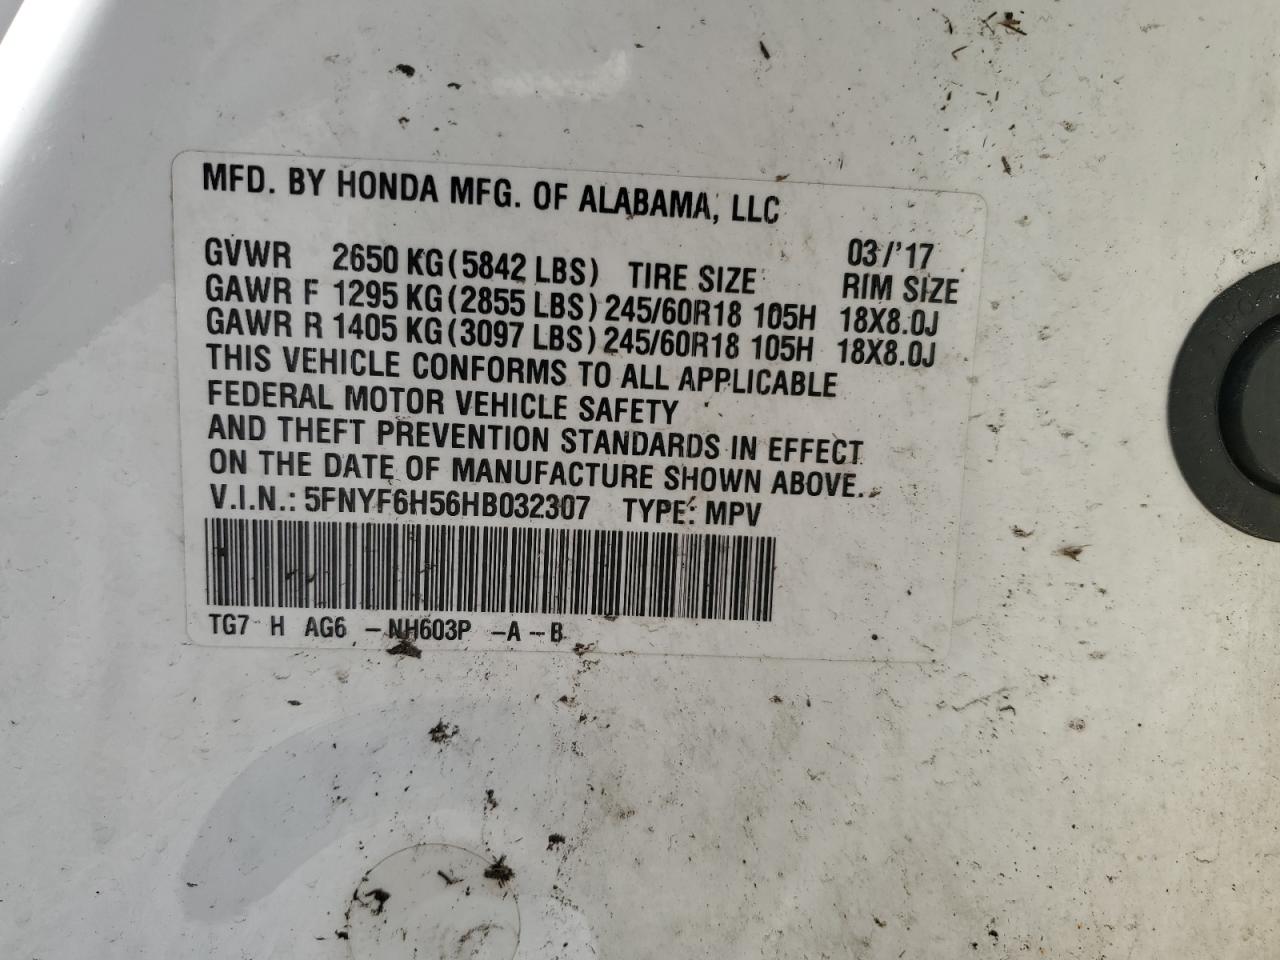 MFD. BY HONDA MFG. OF ALABAMA, LLC
03/'17
GVWR 2650 KG(5842 LBS) TIRE SIZE RIM SIZE
GAWR F 1295 KG(2855 LBS) 245/60R18 105H 18X8.0J
GAWR R 1405 KG(3097 LBS) 245/60R18 105H 18X8.0J
THIS VEHICLE CONFORMS TO ALL APPLICABLE
FEDERAL MOTOR VEHICLE SAFETY
AND THEFT PREVENTION STANDARDS IN EFFECT
ON THE DATE OF MANUFACTURE SHOWN ABOVE.
V.I.N.: 5FNYF6H56HB032307 TYPE: MPV
TG7 H AG6 -NH603P -A--B